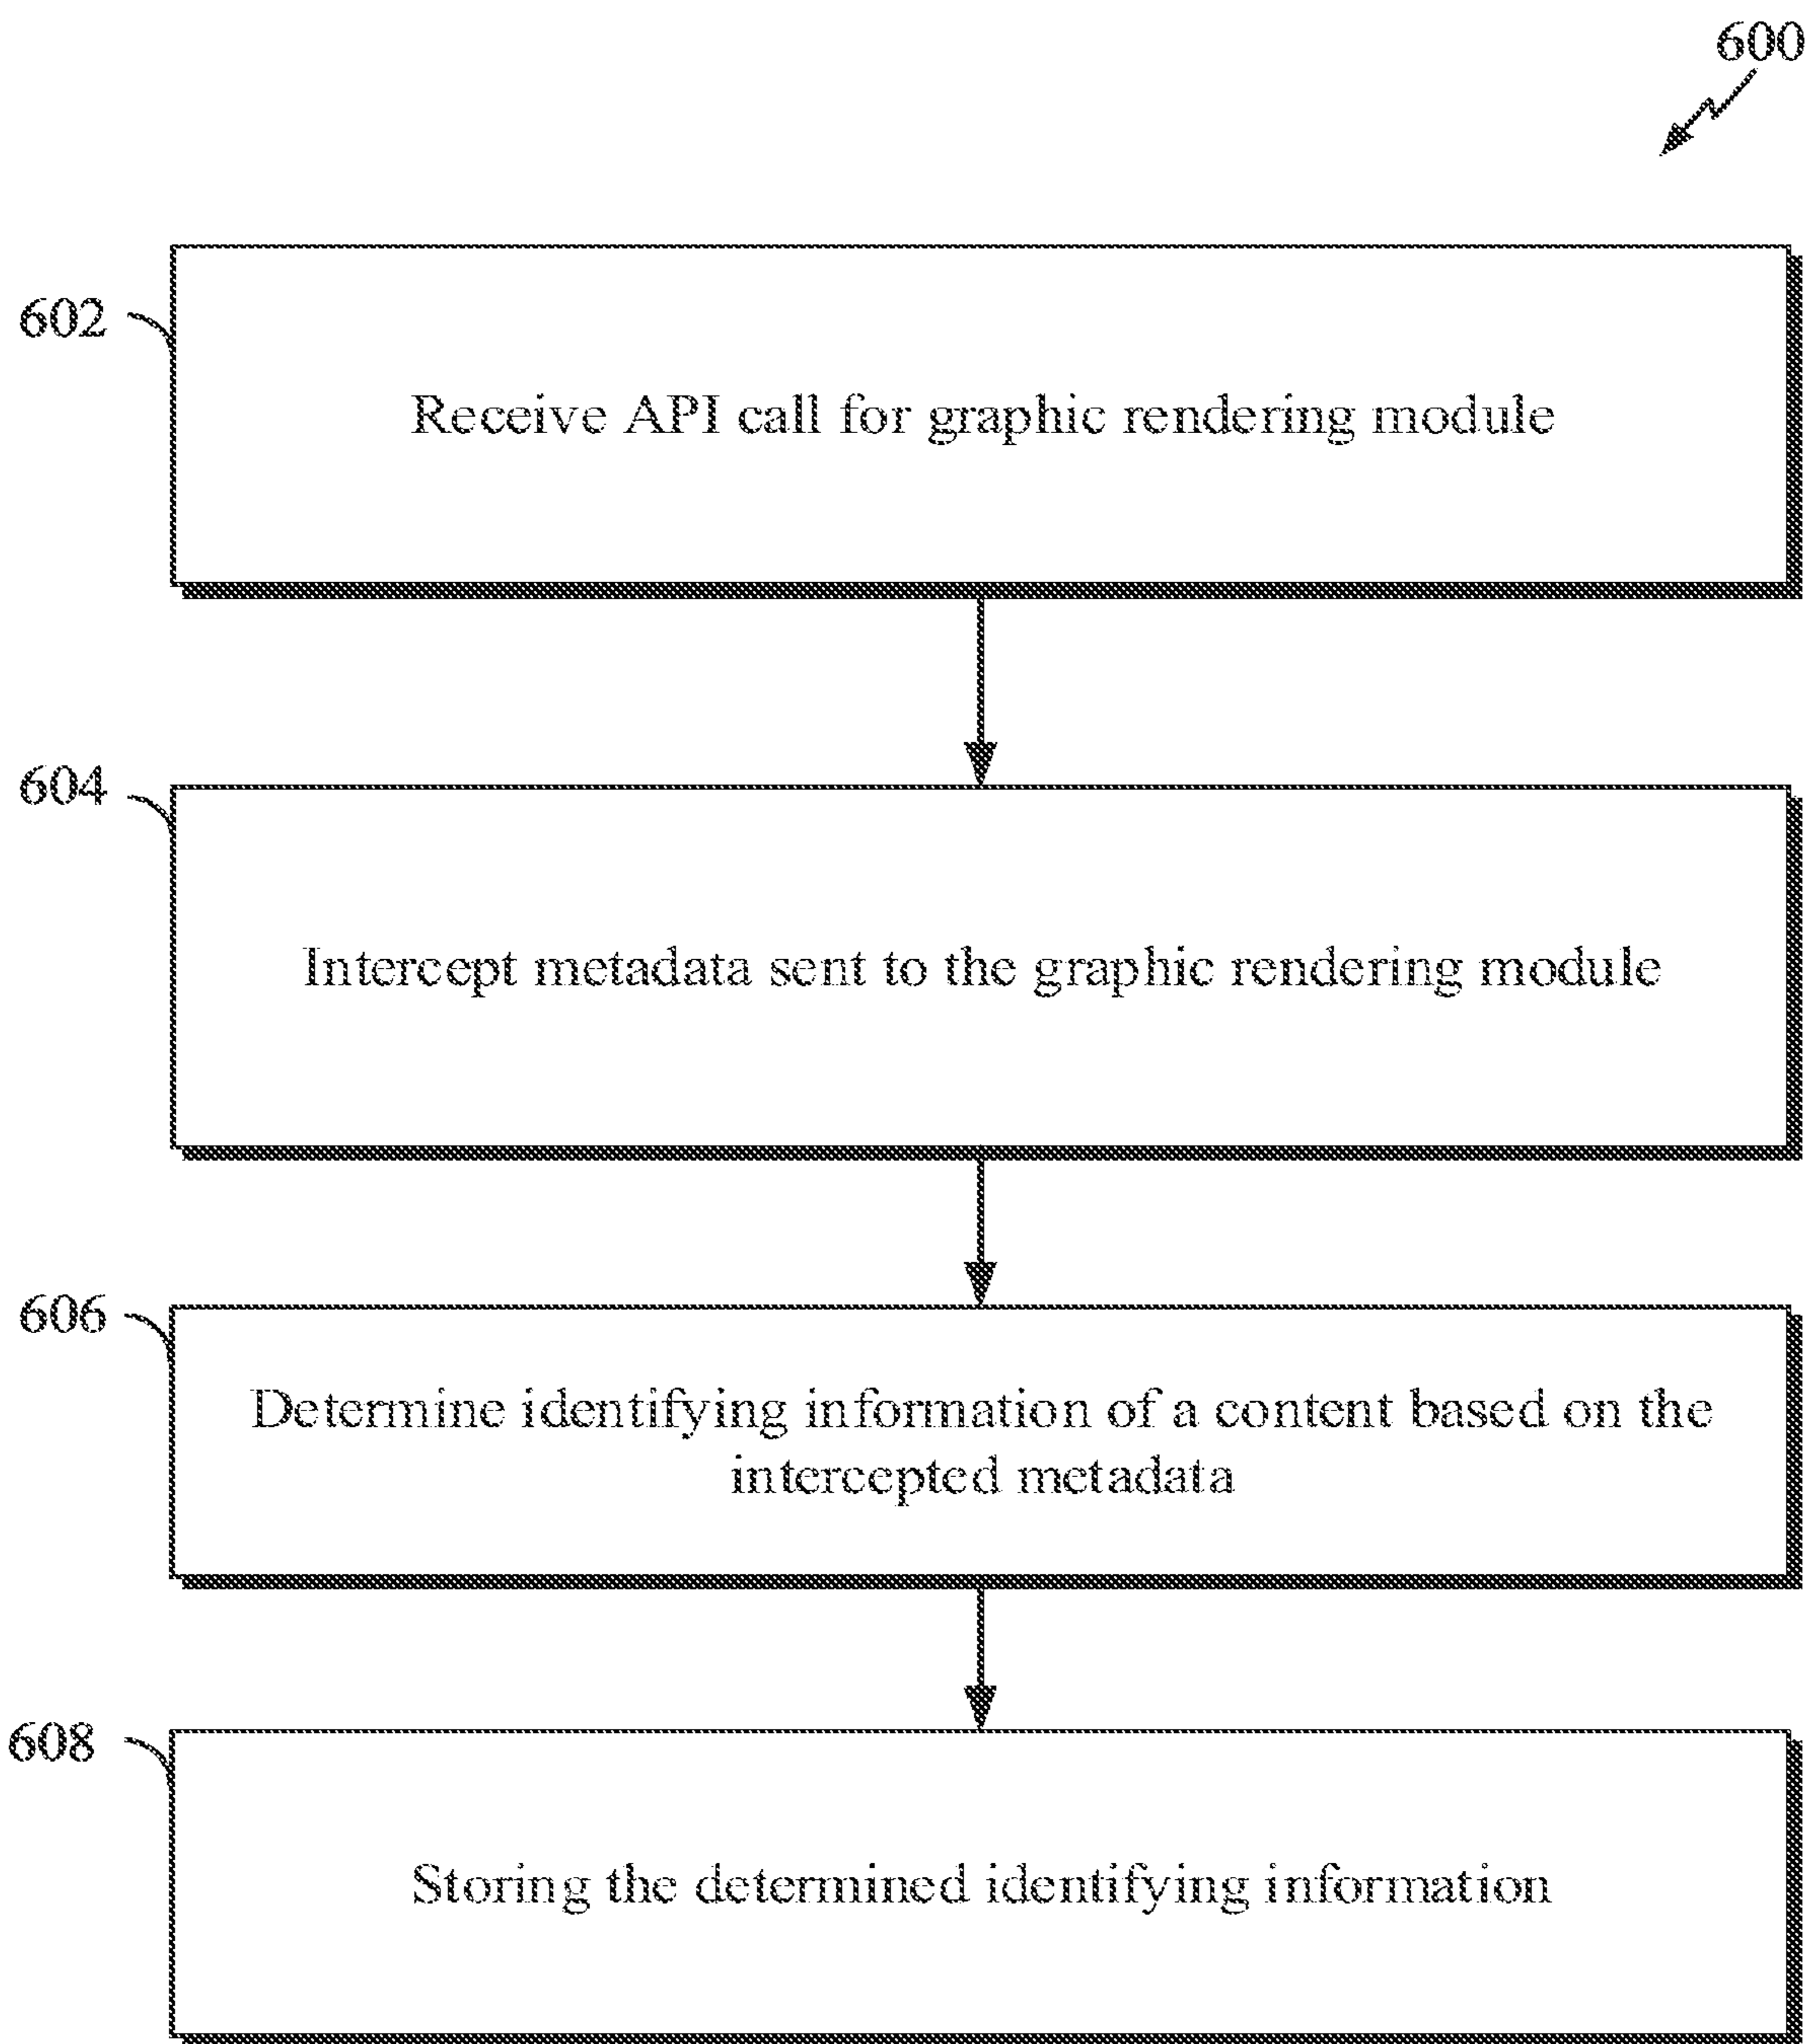 600
602
Receive API call for graphic rendering module
604
Intercept metadata sent to the graphic rendering module
606
Determine identifying information of a content based on the
intercepted metadata
608
Storing the determined identifying information